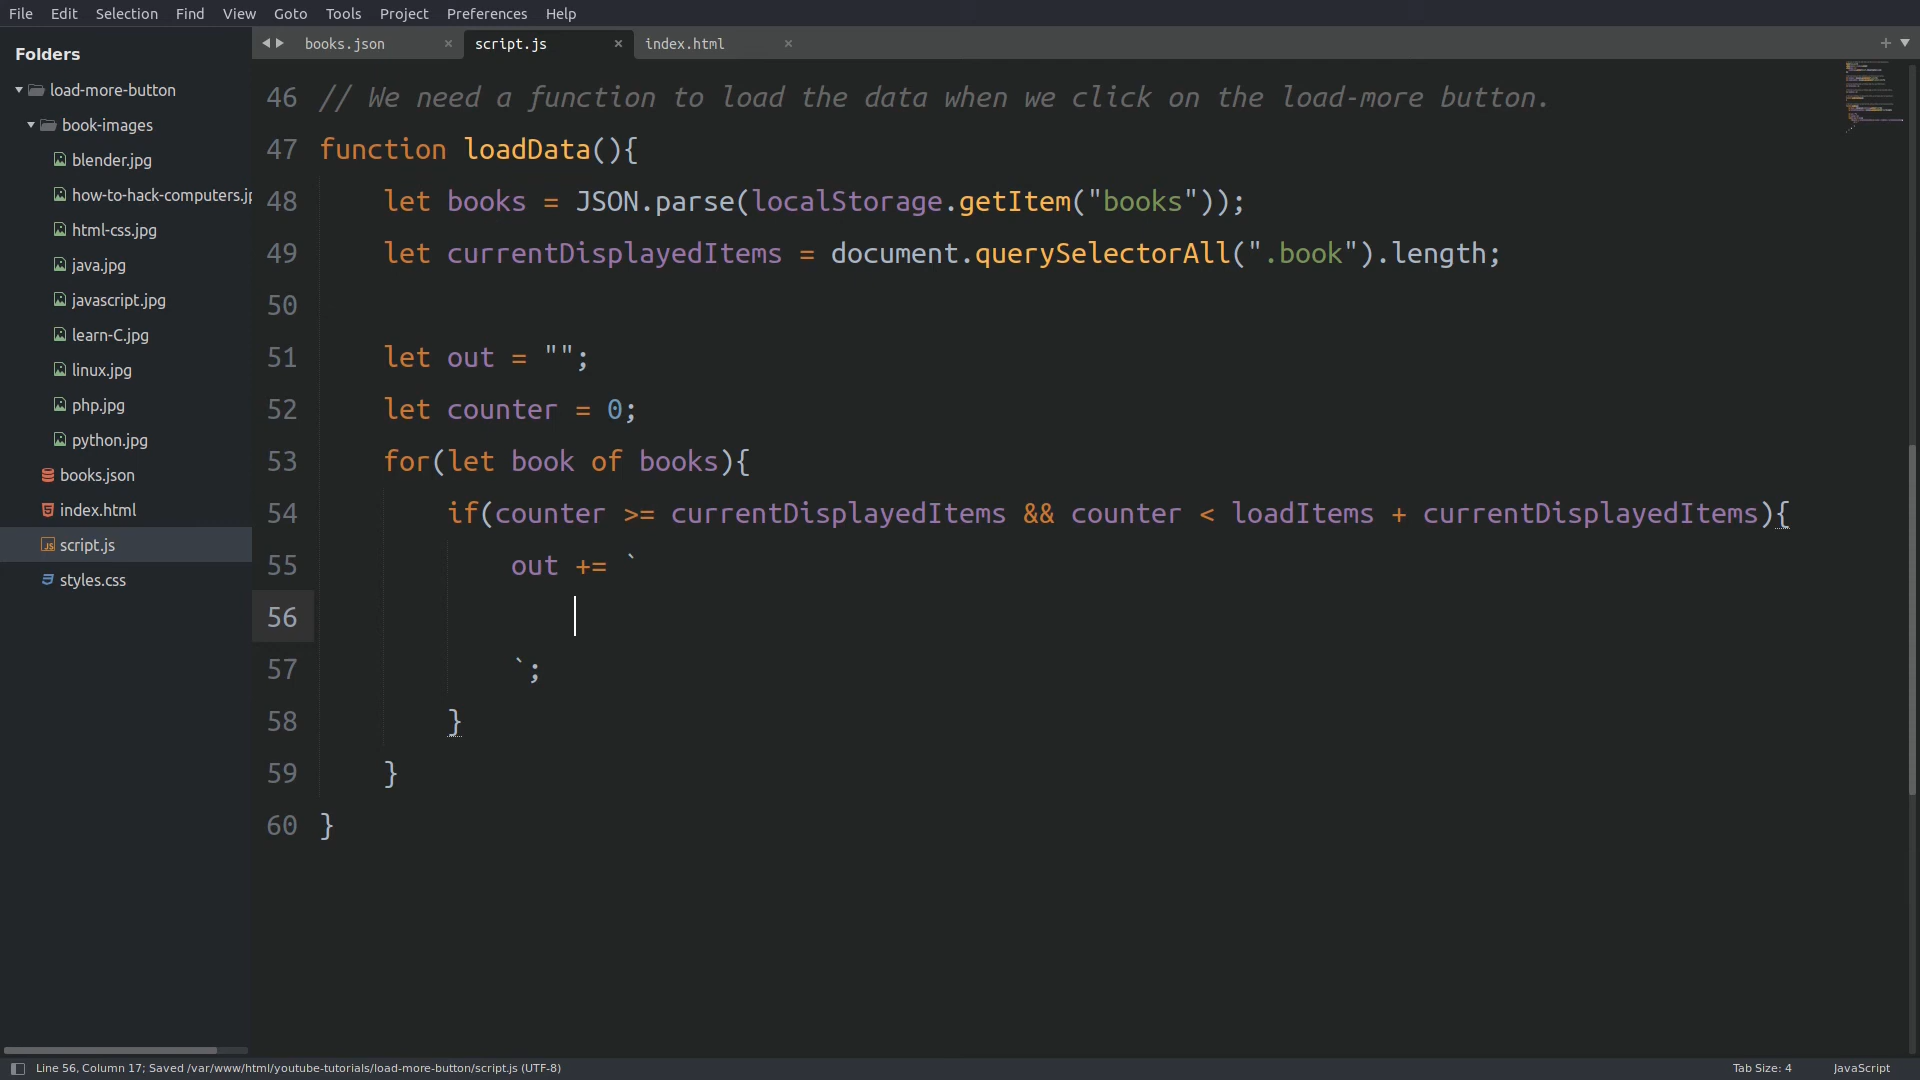 File Edit Selection Find View Goto Tools Project Preferences Help
Folders
load-more-button
book-images
blender.jpg
how-to-hack-computers.jp
html-css.jpg
java.jpg
javascript.jpg
learn-C.jpg
linux.jpg
php.jpg
python.jpg
books.json
index.html
script.js
styles.css
books.json × script.js × index.html ×
46 // We need a function to load the data when we click on the load-more button.
47 function loadData(){
48 let books = JSON.parse(localStorage.getItem("books"));
49 let currentDisplayedItems = document.querySelectorAll(".book").length;
50
51 let out = "";
52 let counter = 0;
53 for(let book of books){
54 if(counter >= currentDisplayedItems && counter < loadItems + currentDisplayedItems){
55 out += `
56
57 `;
58 }
59 }
60 }
Line 56, Column 17; Saved /var/www/html/youtube-tutorials/load-more-button/script.js (UTF-8) Tab Size: 4 JavaScript